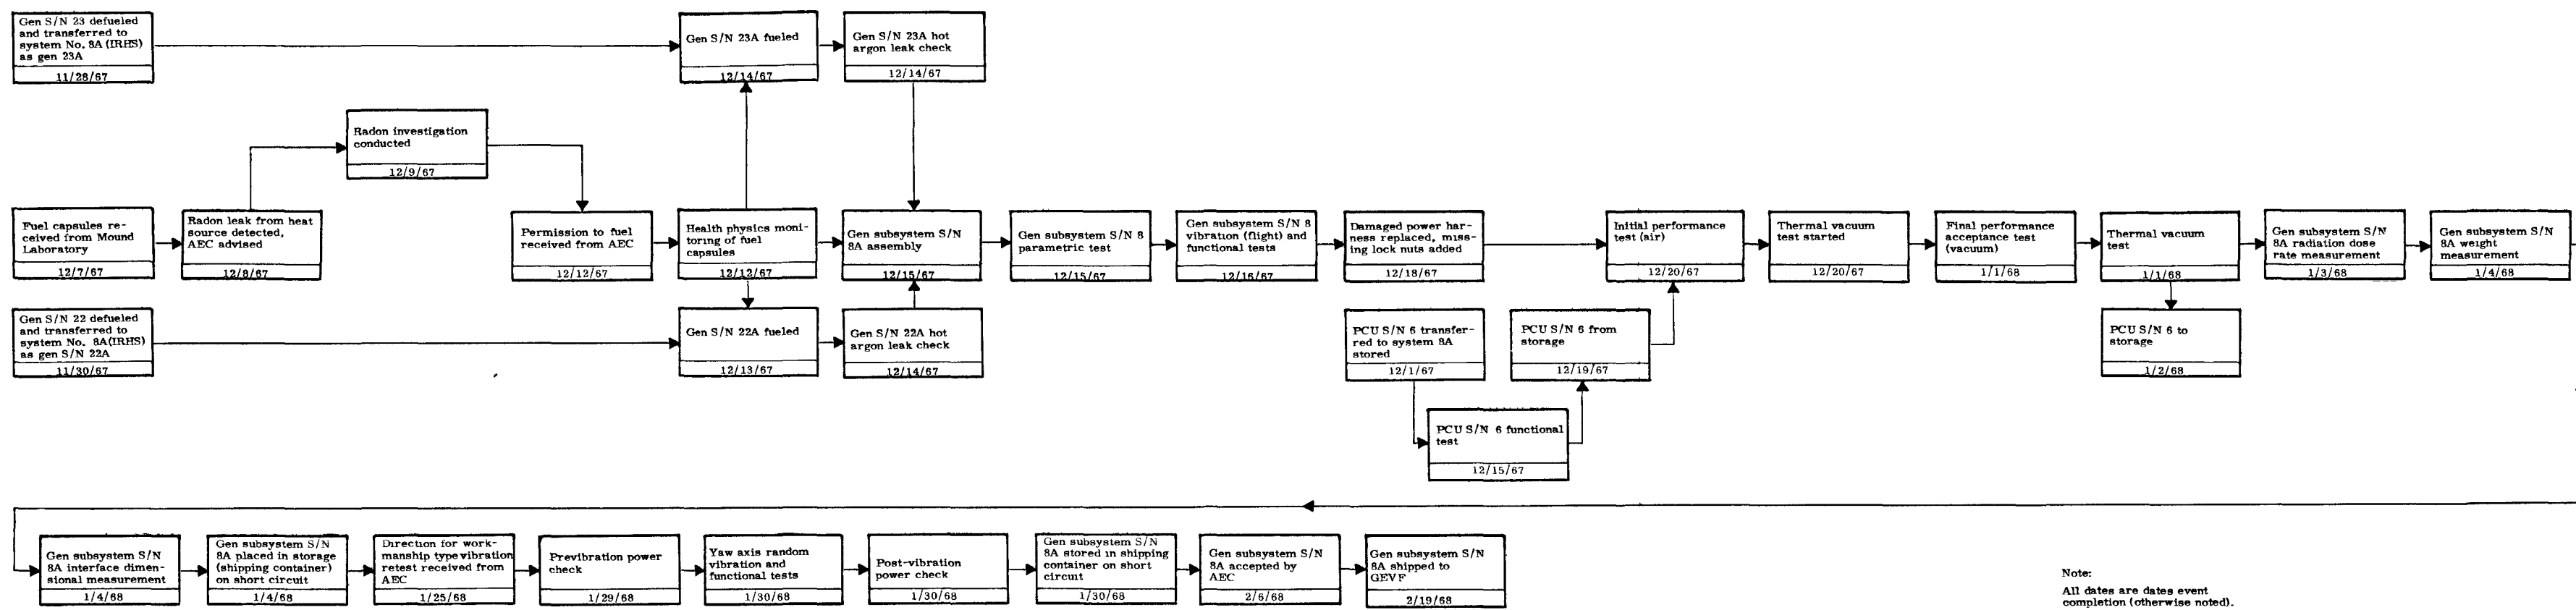 Gen S/N 23 defueled
and transferred to
system No. 8A (IRHS)
as gen 23A
11/28/67
Gen S/N 23A fueled
12/14/67
Gen S/N 23A hot
argon leak check
12/14/67
Radon investigation
conducted
12/9/67
Fuel capsules re-
ceived from Mound
Laboratory
12/7/67
Radon leak from heat
source detected,
AEC advised
12/8/67
Permission to fuel
received from AEC
12/12/67
Health physics moni-
toring of fuel
capsules
12/12/67
Gen subsystem S/N
8A assembly
12/15/67
Gen subsystem S/N 8
parametric test
12/15/67
Gen subsystem S/N 8
vibration (flight) and
functional tests
12/16/67
Damaged power har-
ness replaced, miss-
ing lock nuts added
12/18/67
Initial performance
test (air)
12/20/67
Thermal vacuum
test started
12/20/67
Final performance
acceptance test
(vacuum)
1/1/68
Thermal vacuum
test
1/1/68
Gen subsystem S/N
8A radiation dose
rate measurement
1/3/68
Gen subsystem S/N
8A weight
measurement
1/4/68
Gen S/N 22 defueled
and transferred to
system No. 8A(IRHS)
as gen S/N 22A
11/30/67
Gen S/N 22A fueled
12/13/67
Gen S/N 22A hot
argon leak check
12/14/67
PCU S/N 6 transfer-
red to system 8A
stored
12/1/67
PCU S/N 6 from
storage
12/19/67
PCU S/N 6 to
storage
1/2/68
PCU S/N 6 functional
test
12/15/67
Gen subsystem S/N
8A interface dimen-
sional measurement
1/4/68
Gen subsystem S/N
8A placed in storage
(shipping container)
on short circuit
1/4/68
Direction for work-
manship type vibration
retest received from
AEC
1/25/68
Previbration power
check
1/29/68
Yaw axis random
vibration and
functional tests
1/30/68
Post-vibration
power check
1/30/68
Gen subsystem S/N
8A stored in shipping
container on short
circuit
1/30/68
Gen subsystem S/N
8A accepted by
AEC
2/6/68
Gen subsystem S/N
8A shipped to
GEVF
2/19/68
Note:
All dates are dates event
completion (otherwise noted).